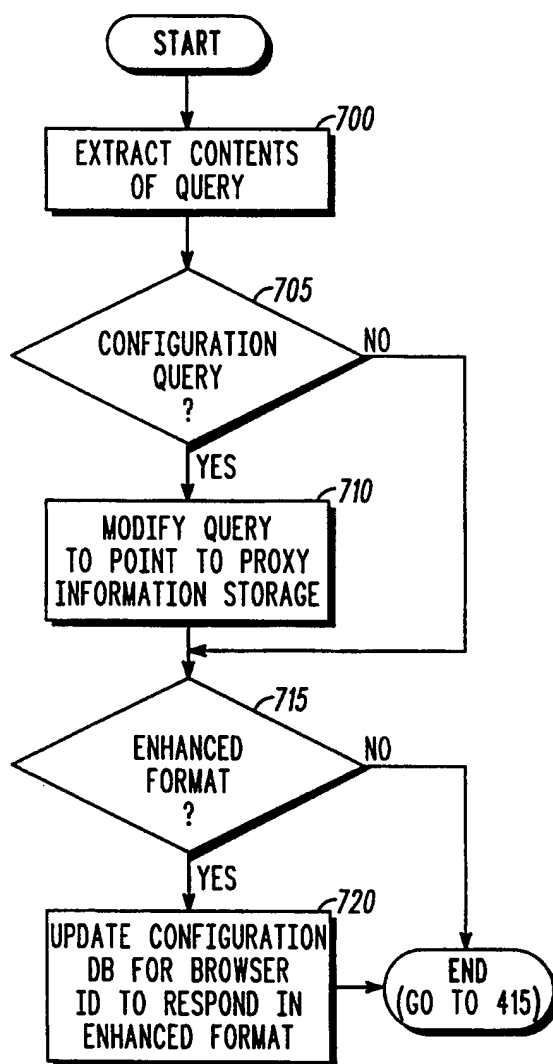 START
700
EXTRACT CONTENTS
OF QUERY
705
CONFIGURATION
QUERY
?
NO
YES
710
MODIFY QUERY
TO POINT TO PROXY
INFORMATION STORAGE
715
ENHANCED
FORMAT
?
NO
YES
720
UPDATE CONFIGURATION
DB FOR BROWSER
ID TO RESPOND IN
ENHANCED FORMAT
END
(GO TO 415)